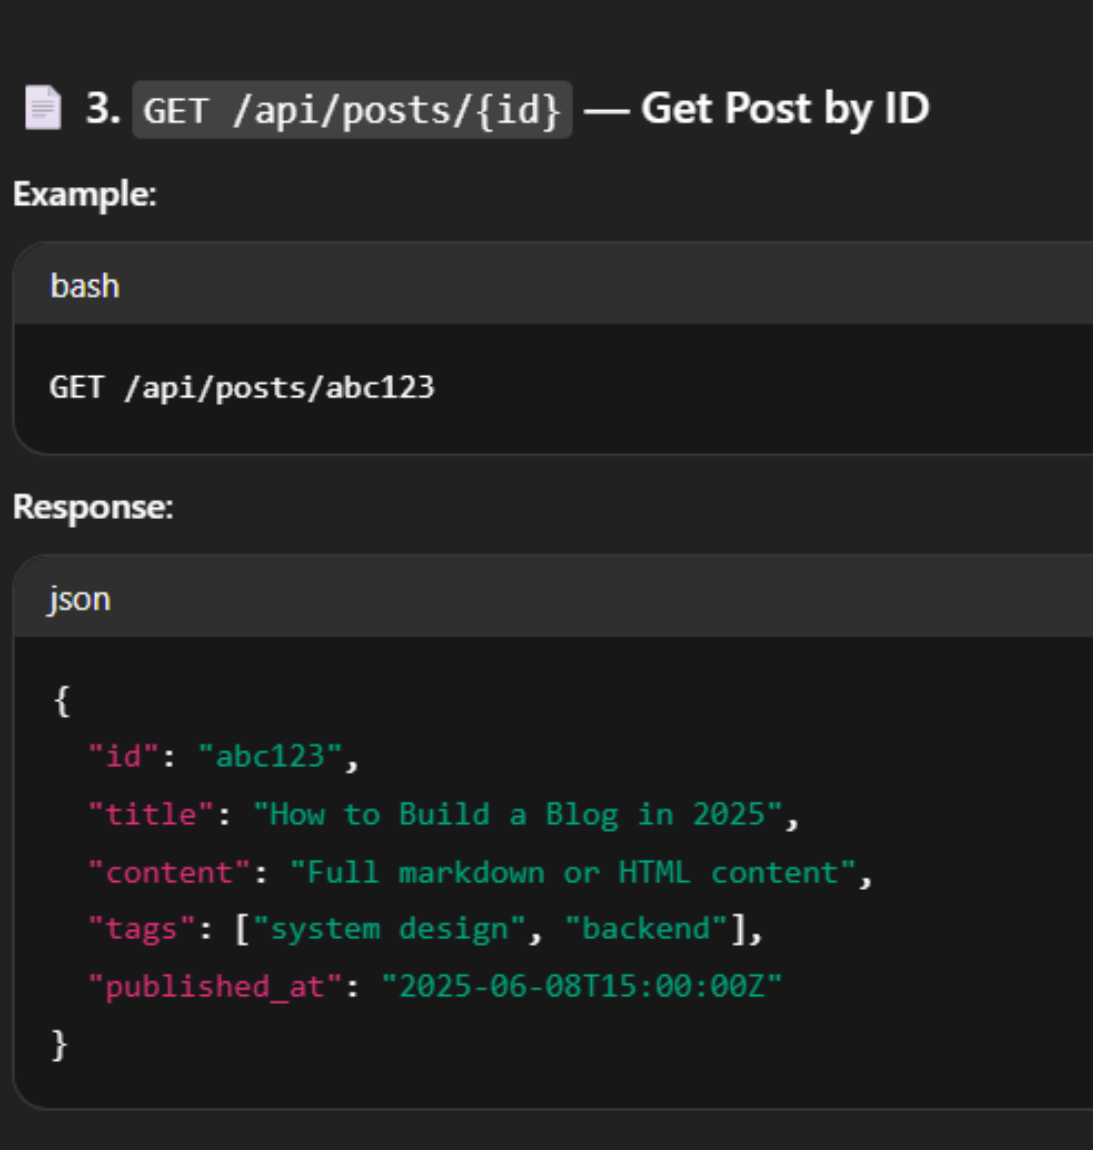 3. GET /api/posts/{id} — Get Post by ID
Example:
bash
GET /api/posts/abc123
Response:
json
{
  "id": "abc123",
  "title": "How to Build a Blog in 2025",
  "content": "Full markdown or HTML content",
  "tags": ["system design", "backend"],
  "published_at": "2025-06-08T15:00:00Z"
}